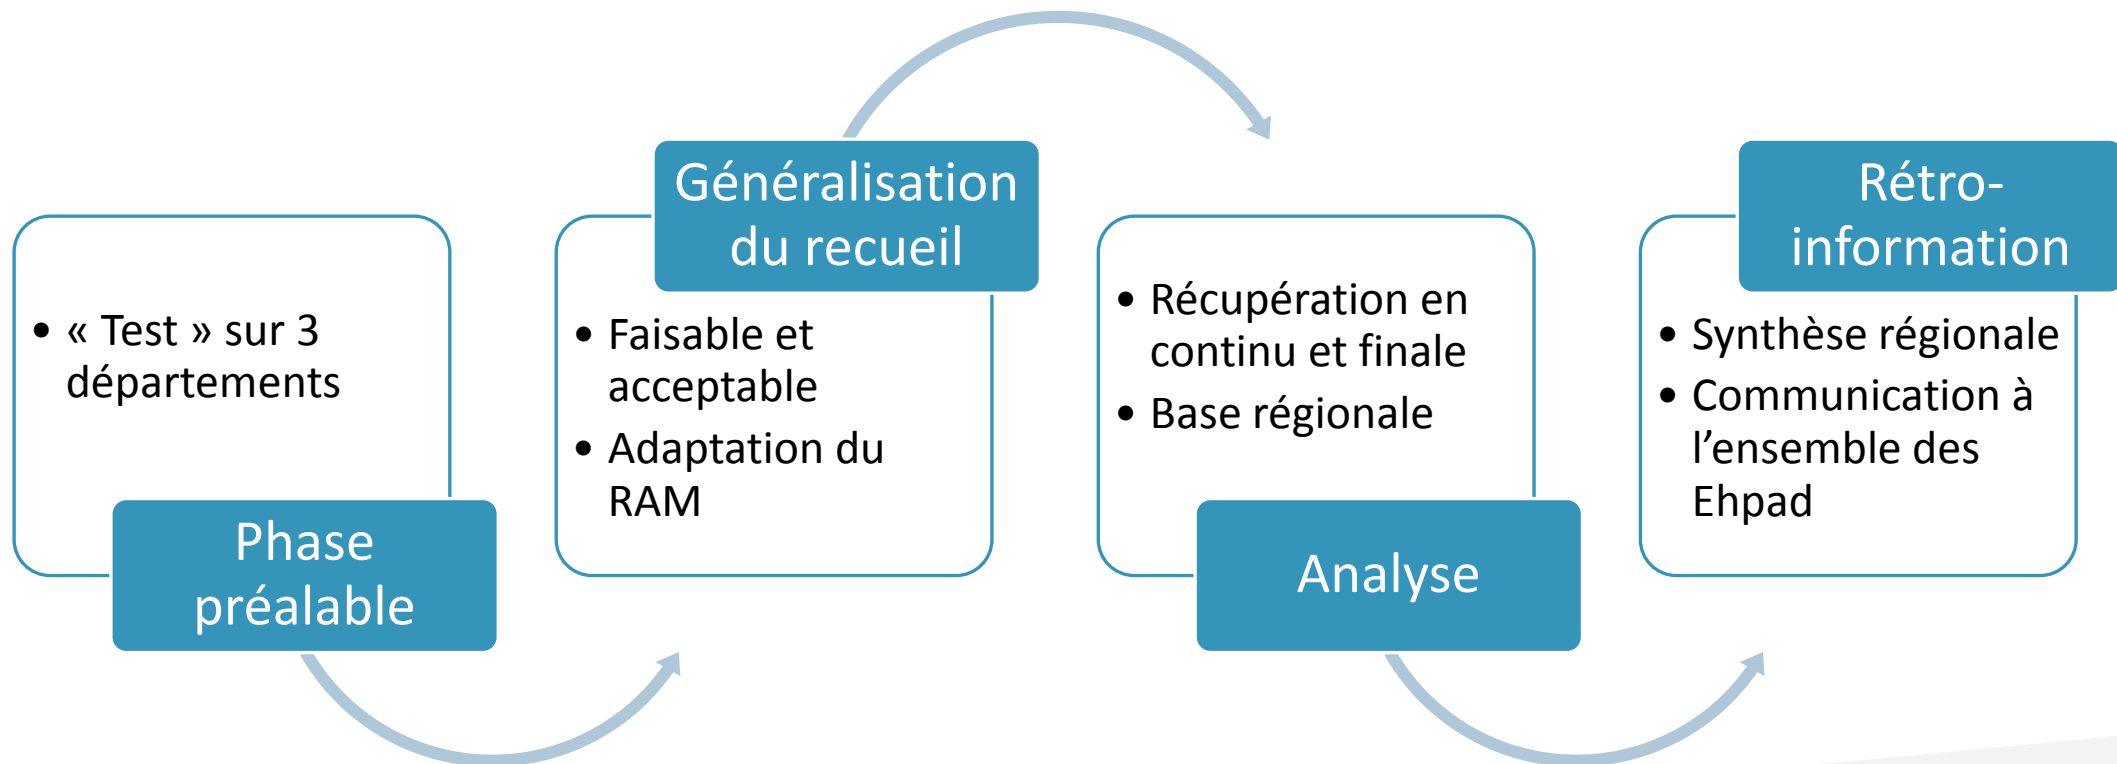 • « Test » sur 3
départements
Phase
préalable
Généralisation
du recueil
• Faisable et
acceptable
• Adaptation du
RAM
• Récupération en
continu et finale
• Base régionale
Analyse
Rétro-
information
• Synthèse régionale
• Communication à
l’ensemble des
Ehpad